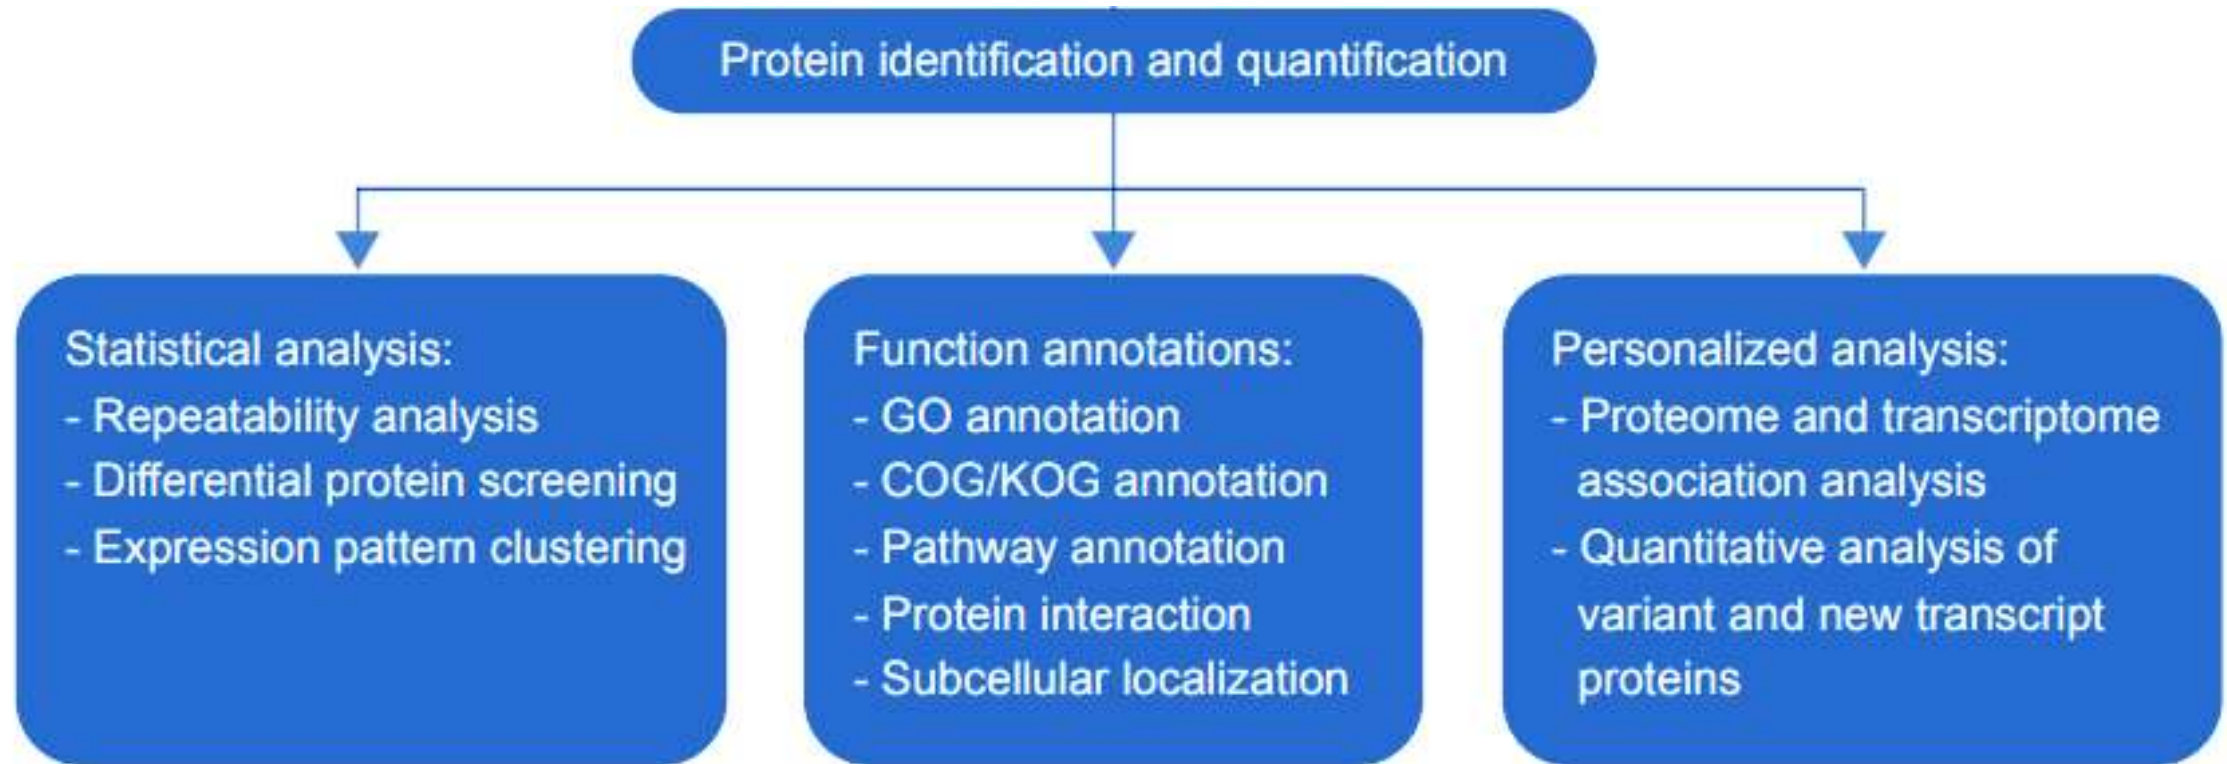 Protein identification and quantification
Statistical analysis:
- Repeatability analysis
- Differential protein screening
- Expression pattern clustering
Function annotations:
- GO annotation
- COG/KOG annotation
- Pathway annotation
- Protein interaction
- Subcellular localization
Personalized analysis:
- Proteome and transcriptome
association analysis
- Quantitative analysis of
variant and new transcript
proteins